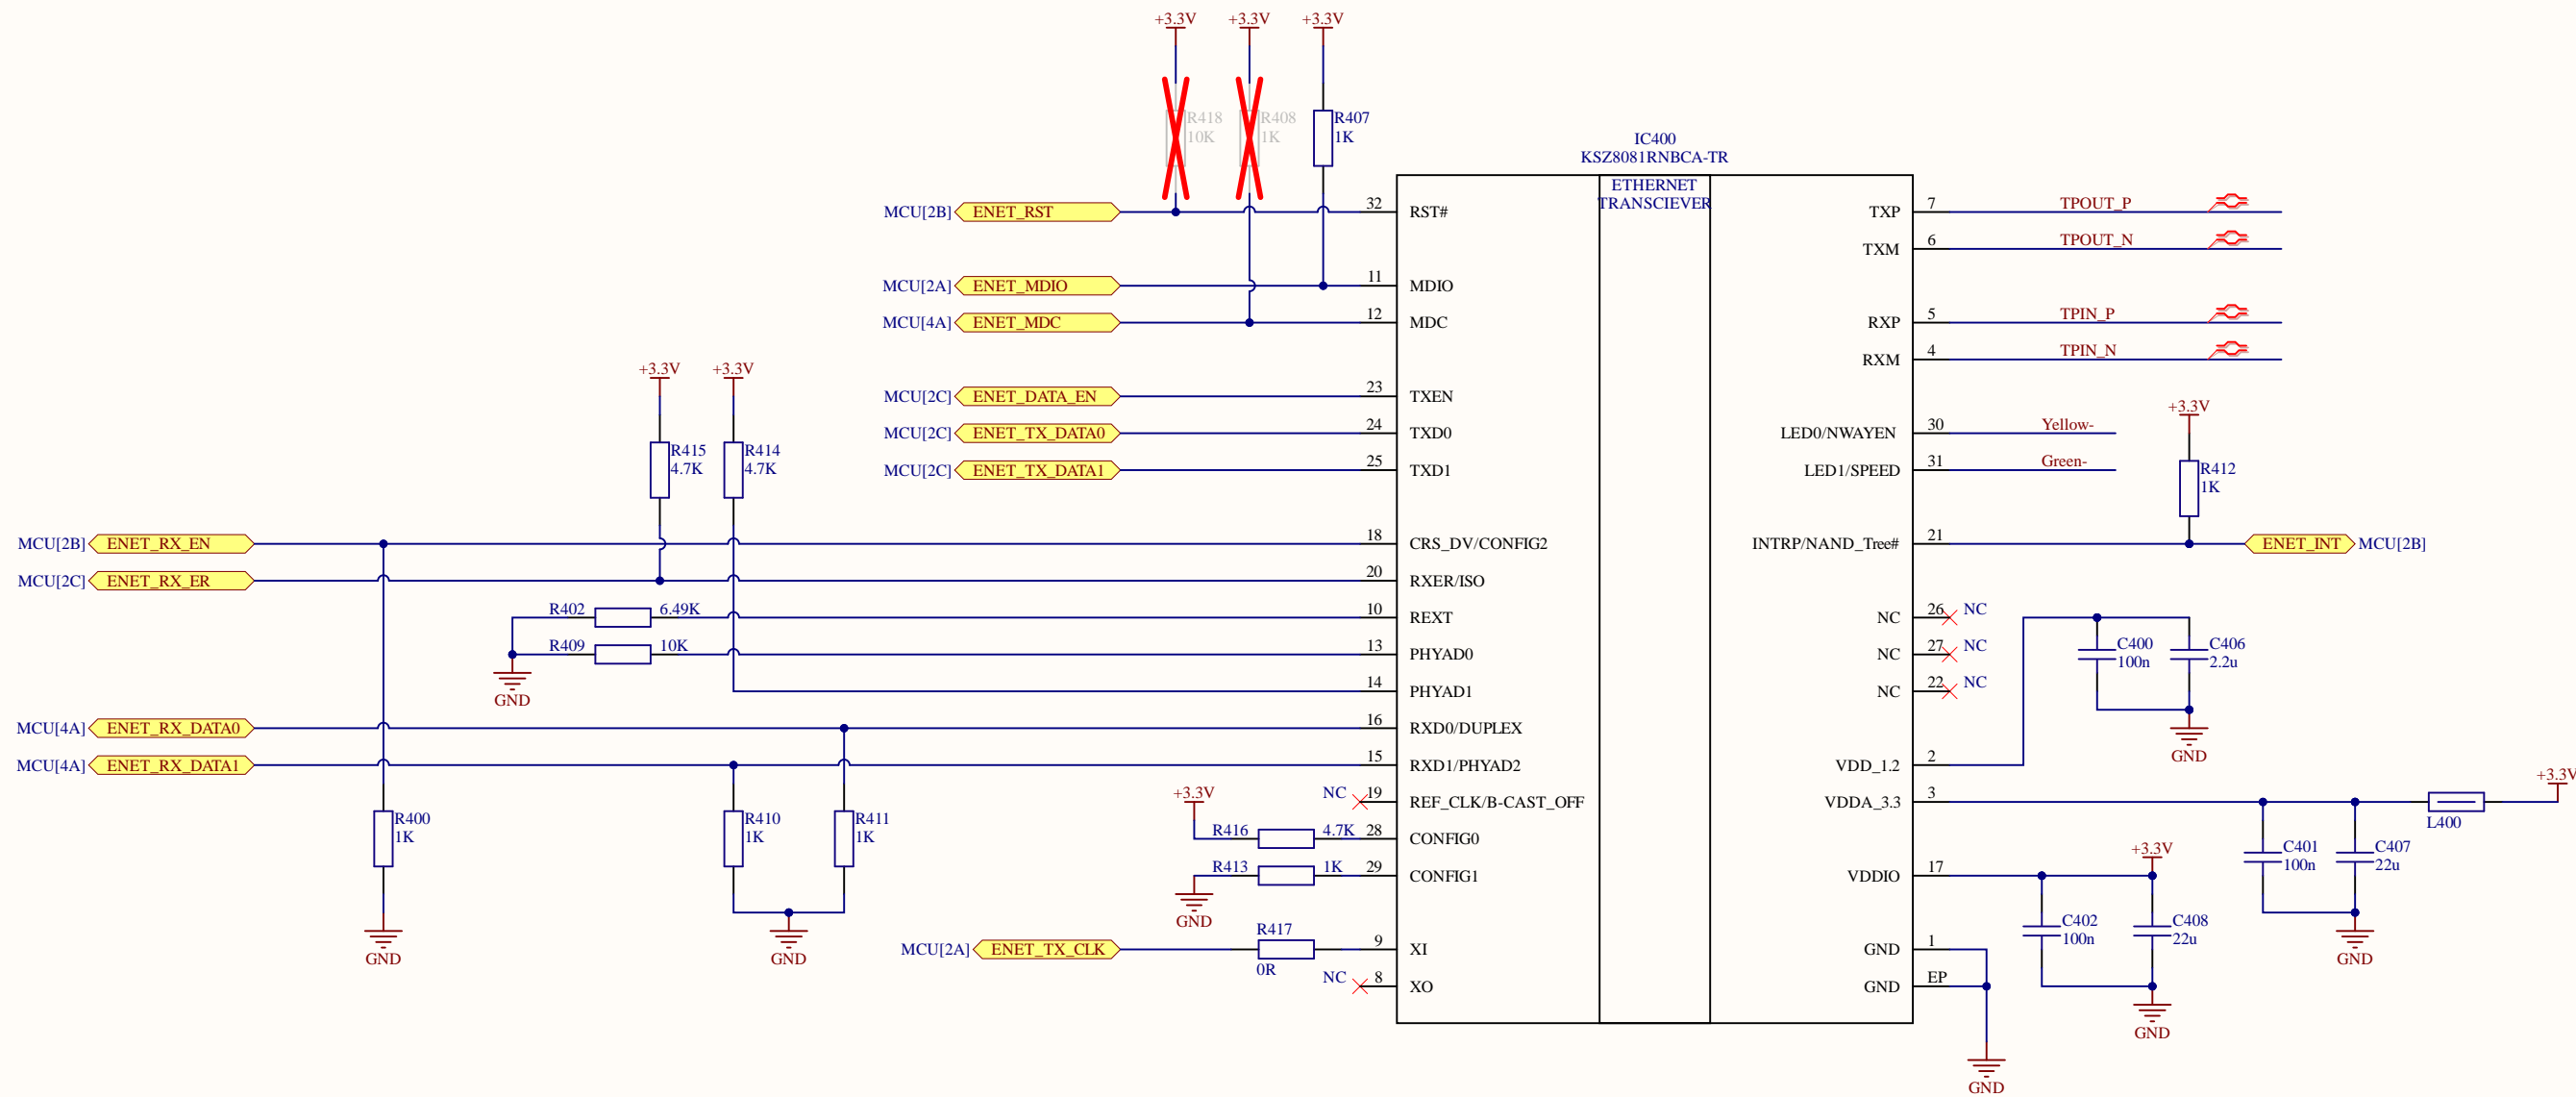 +3.3V
+3.3V
+3.3V
R418
10K
R408
1K
R407
1K
IC400
KSZ8081RNBCA-TR
ETHERNET
TRANSCIEVER
MCU[2B] ENET_RST 32 RST#
MCU[2A] ENET_MDIO 11 MDIO
MCU[4A] ENET_MDC 12 MDC
MCU[2C] ENET_DATA_EN 23 TXEN
MCU[2C] ENET_TX_DATA0 24 TXD0
MCU[2C] ENET_TX_DATA1 25 TXD1
+3.3V
+3.3V
R415
4.7K
R414
4.7K
MCU[2B] ENET_RX_EN 18 CRS_DV/CONFIG2
MCU[2C] ENET_RX_ER 20 RXER/ISO
R402 6.49K 10 REXT
R409 10K 13 PHYAD0
GND
14 PHYAD1
MCU[4A] ENET_RX_DATA0 16 RXD0/DUPLEX
MCU[4A] ENET_RX_DATA1 15 RXD1/PHYAD2
NC 19 REF_CLK/B-CAST_OFF
+3.3V
R416 4.7K 28 CONFIG0
R413 1K 29 CONFIG1
GND
R400
1K
GND
R410
1K
R411
1K
GND
R417
0R
MCU[2A] ENET_TX_CLK 9 XI
NC 8 XO
TXP 7 TPOUT_P
TXM 6 TPOUT_N
RXP 5 TPIN_P
RXM 4 TPIN_N
LED0/NWAYEN 30 Yellow-
LED1/SPEED 31 Green-
+3.3V
R412
1K
INTRP/NAND_Tree# 21 ENET_INT MCU[2B]
NC 26 NC
NC 27 NC
NC 22 NC
C400
100n
C406
2.2u
GND
VDD_1.2 2
VDDA_3.3 3
+3.3V
L400
C401
100n
C407
22u
GND
VDDIO 17
+3.3V
C402
100n
C408
22u
GND
GND 1
GND EP
GND